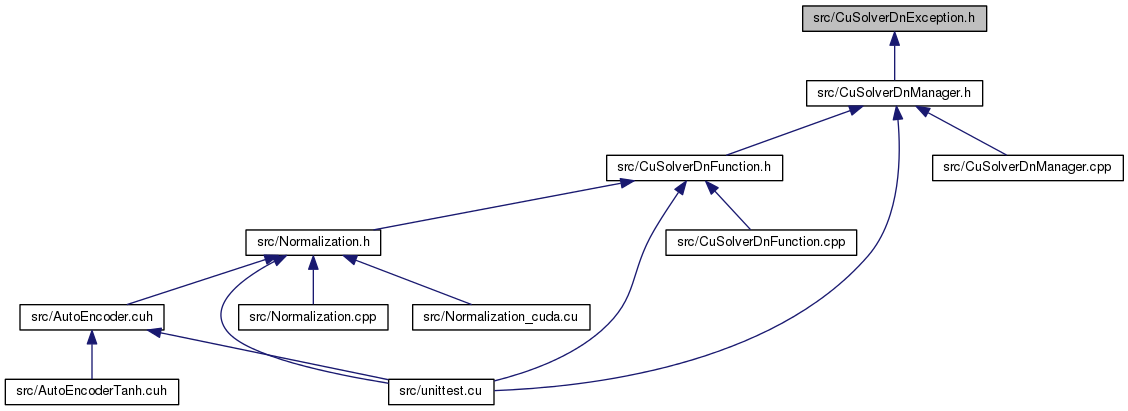 src/CuSolverDnException.h
src/CuSolverDnManager.h
src/CuSolverDnFunction.h
src/CuSolverDnManager.cpp
src/Normalization.h
src/CuSolverDnFunction.cpp
src/AutoEncoder.cuh
src/Normalization.cpp
src/Normalization_cuda.cu
src/AutoEncoderTanh.cuh
src/unittest.cu